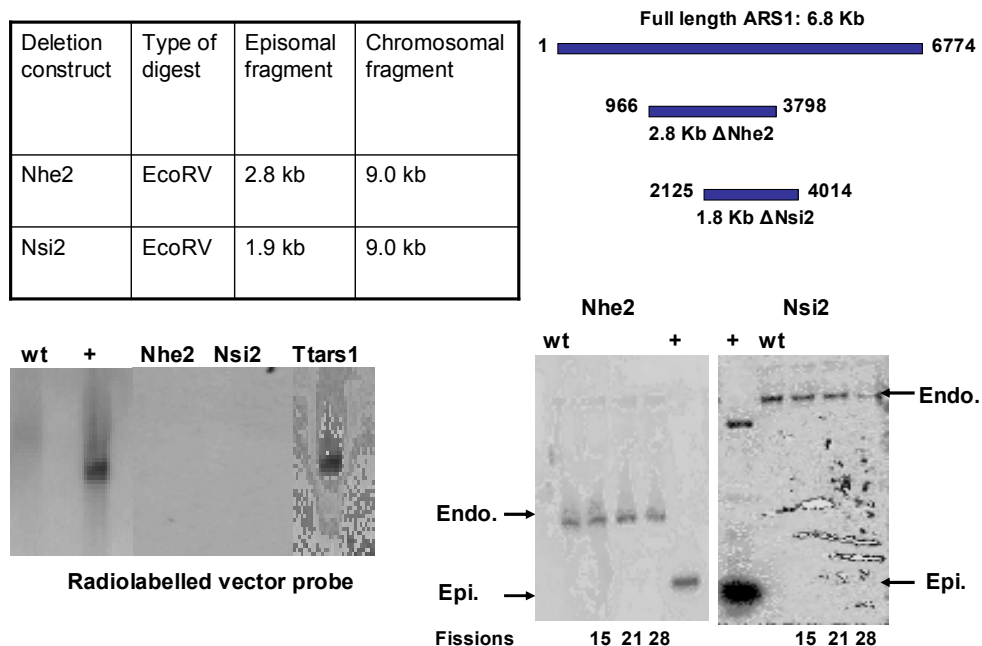 Deletion construct
Type of digest
Episomal fragment
Chromosomal fragment
Nhe2
EcoRV
2.8 kb
9.0 kb
Nsi2
EcoRV
1.9 kb
9.0 kb
Full length ARS1: 6.8 Kb
1
6774
966
3798
2.8 Kb ΔNhe2
2125
4014
1.8 Kb ΔNsi2
wt + Nhe2 Nsi2 Ttars1
Radiolabelled vector probe
Nhe2
Nsi2
wt + + wt
Endo.
Endo.
Epi.
Epi.
Fissions 15 21 28 15 21 28